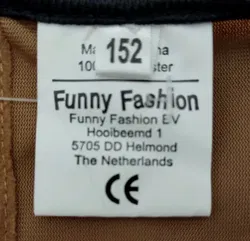 152
Funny Fashion
Funny Fashion BV
Hooibeemd 1
5705 DD Helmond
The Netherlands
CE